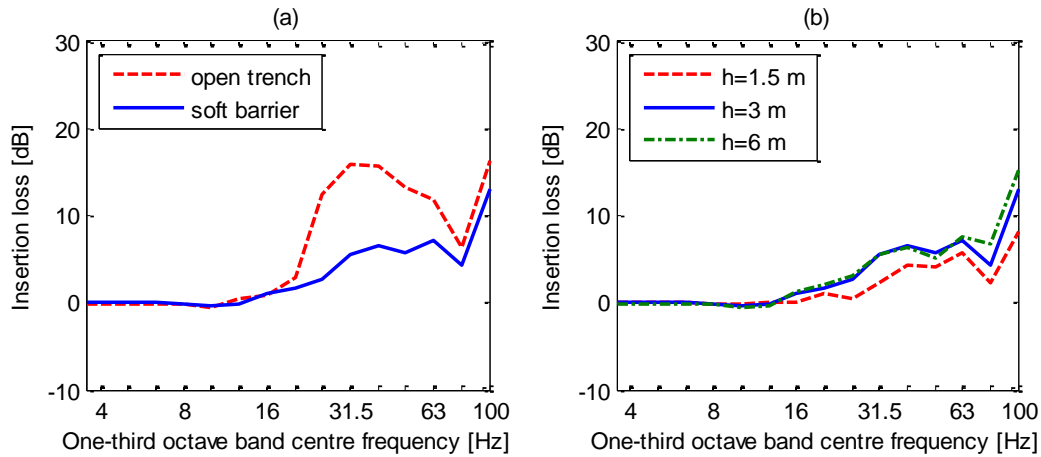 (a)
30
20
10
0
-10
Insertion loss [dB]
open trench
soft barrier
4 8 16 31.5 63 100
One-third octave band centre frequency [Hz]
(b)
30
20
10
0
-10
Insertion loss [dB]
h=1.5 m
h=3 m
h=6 m
4 8 16 31.5 63 100
One-third octave band centre frequency [Hz]